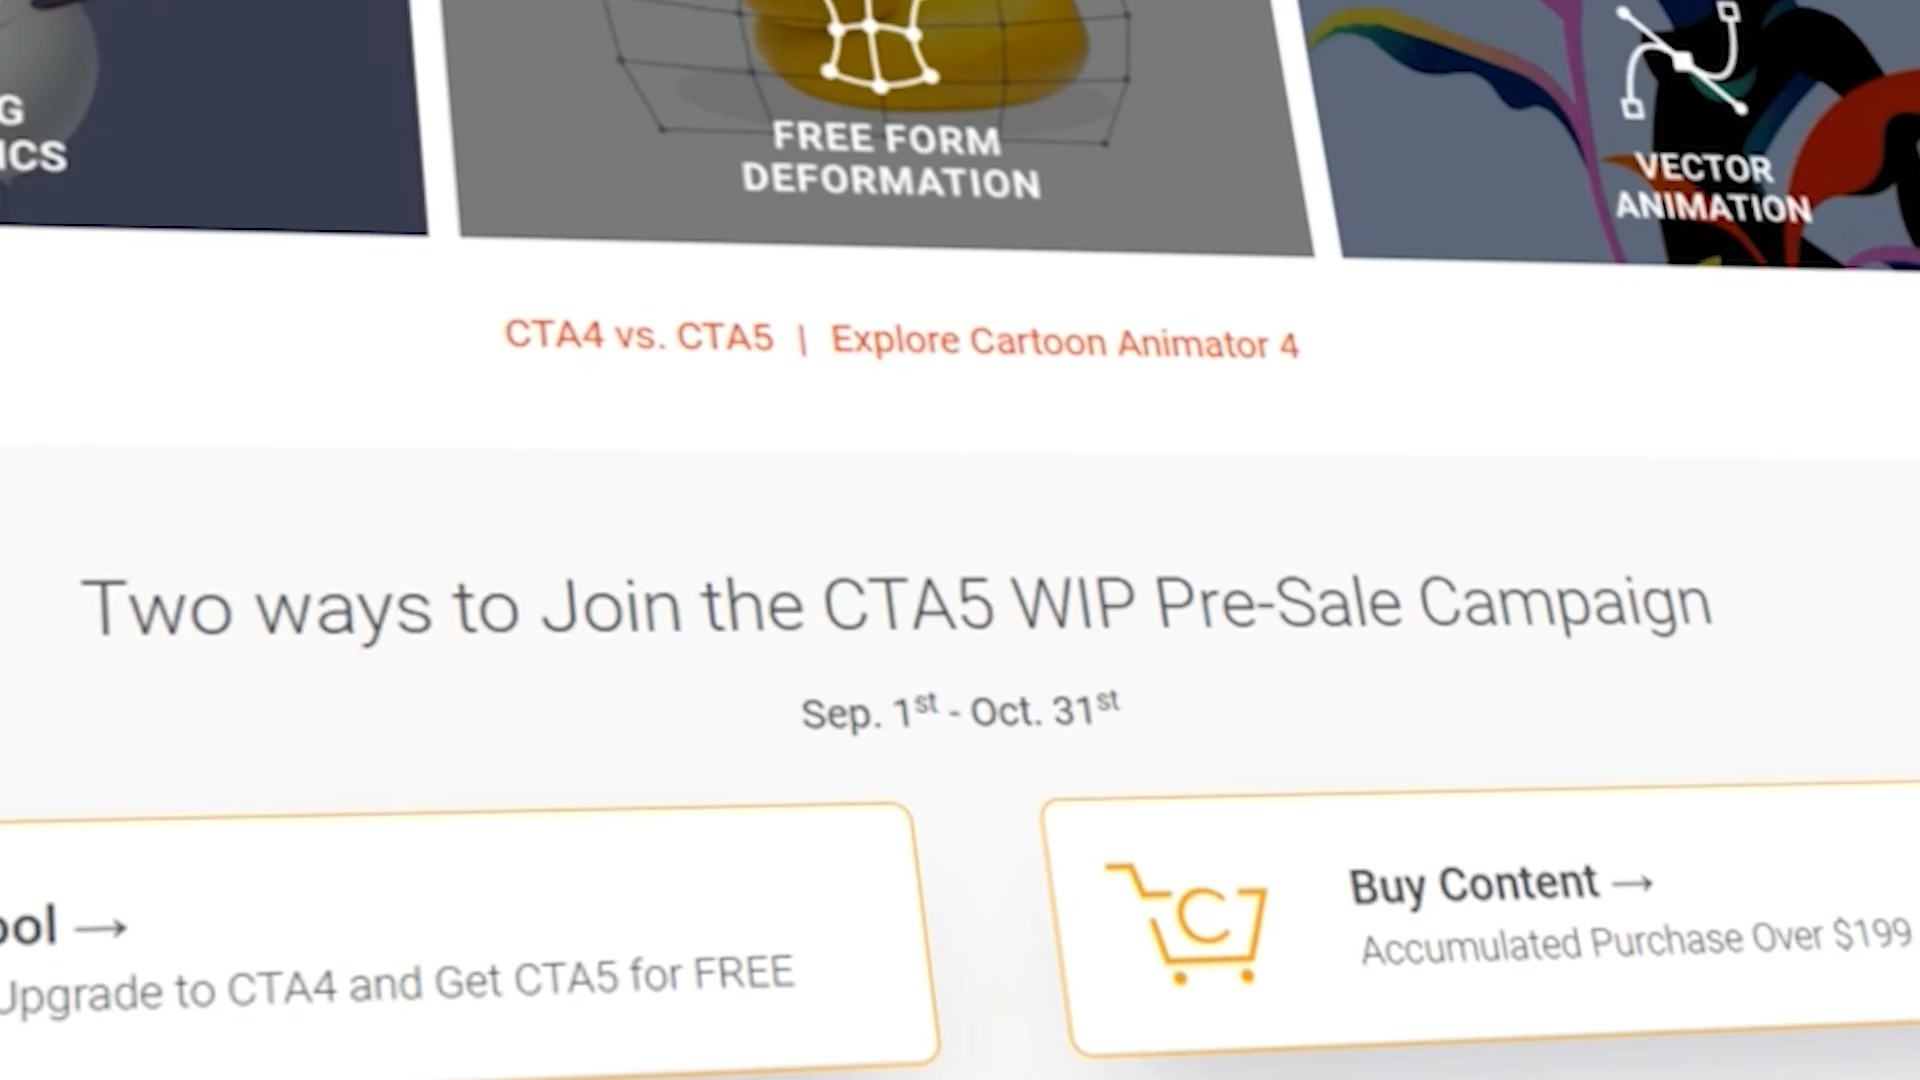 G
ICS
FREE FORM
DEFORMATION
VECTOR
ANIMATION
CTA4 vs. CTA5 | Explore Cartoon Animator 4
Two ways to Join the CTA5 WIP Pre-Sale Campaign
Sep. 1st - Oct. 31st
ool →
Upgrade to CTA4 and Get CTA5 for FREE
C
Buy Content →
Accumulated Purchase Over $199